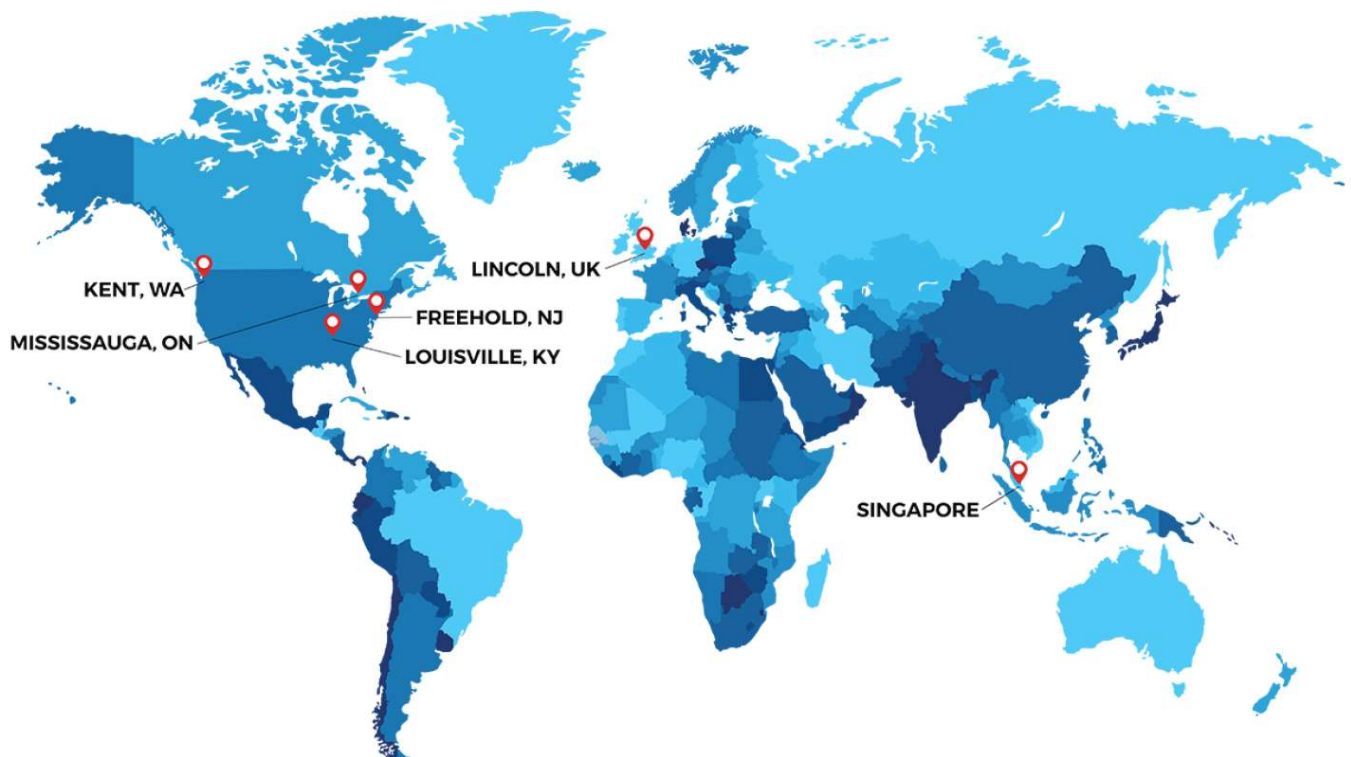 LINCOLN, UK
KENT, WA
FREEHOLD, NJ
MISSISSAUGA, ON
LOUISVILLE, KY
SINGAPORE